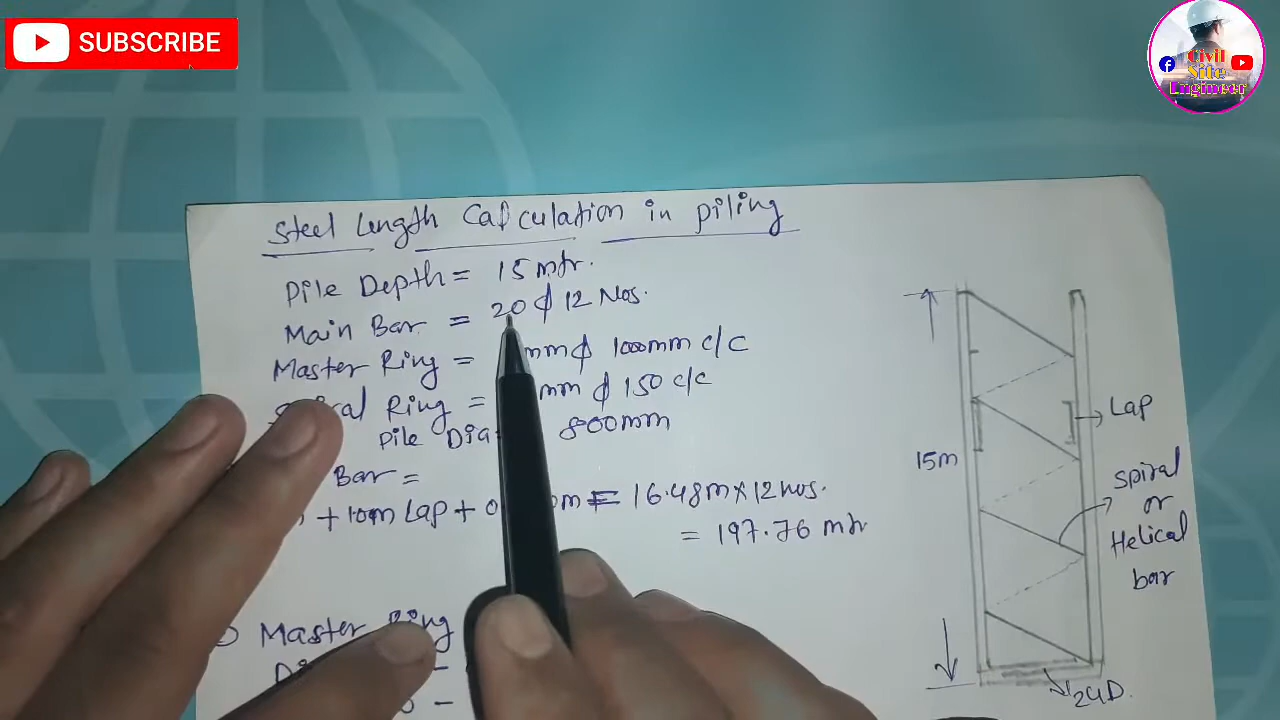 SUBSCRIBE
Civil
Site
Engineer
Steel Length Calculation in piling
Pile Depth = 15 mtr.
Main Bar = 20 ϕ 12 Nos.
Master Ring = mm ϕ 1000mm c/c
Ring = mm ϕ 150 c/c
Pile Dia 800mm
Bar =
+ 10m Lap + 0 m = 16.48m x 12 nos.
= 197.76 mtr
Master Ring
15m
Lap
Spiral
or
Helical
bar
24D.